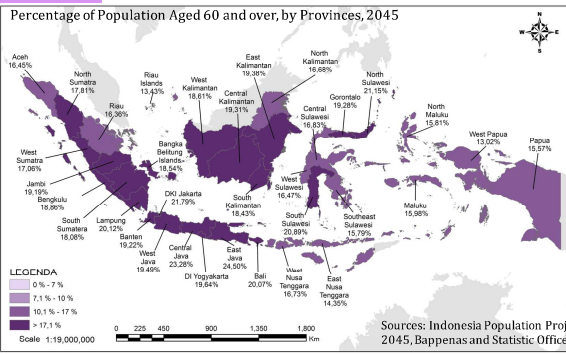 Percentage of Population Aged 60 and over, by Provinces, 2045
N
W
E
S
Aceh
16,45%
North
Sumatra
17,81%
Riau
Islands
13,43%
Riau
16,36%
West
Kalimantan
18,61%
Central
Kalimantan
19,31%
East
Kalimantan
19,38%
North
Kalimantan
16,68%
Central
Sulawesi
16,83%
Gorontalo
19,28%
North
Sulawesi
21,15%
North
Maluku
15,81%
West Papua
13,02%
Papua
15,57%
West
Sumatra
17,06%
Jambi
19,19%
Bengkulu
18,86%
South
Sumatera
18,08%
Lampung
20,12%
Bangka
Belitung
Islands
18,54%
DKI Jakarta
21,79%
Banten
19,22%
West
Java
19,49%
Central
Java
23,28%
DI Yogyakarta
19,64%
East
Java
24,50%
Bali
20,07%
South
Kalimantan
18,43%
West
Sulawesi
16,47%
South
Sulawesi
20,89%
Southeast
Sulawesi
15,79%
Maluku
15,98%
West
Nusa
Tenggara
16,73%
East
Nusa
Tenggara
14,35%
LEGENDA
0 % - 7 %
7,1 % - 10 %
10,1 % - 17 %
> 17,1 %
Scale 1:19,000,000
0 225 450 900 1,350 1,800
Km
Sources: Indonesia Population Proj
2045, Bappenas and Statistic Office